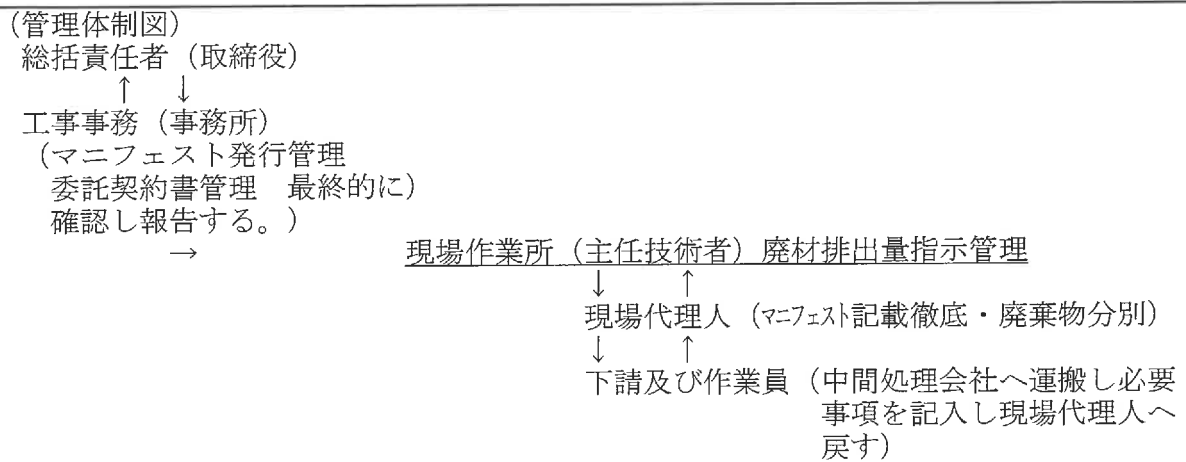 (管理体制図)
総括責任者(取締役)
↑ ↓
工事事務(事務所)
(マニフェスト発行管理
委託契約書管理 最終的に)
確認し報告する。)
→ 現場作業所(主任技術者)廃材排出量指示管理
↓ ↑
現場代理人(マニフェスト記載徹底・廃棄物分別)
↓ ↑
下請及び作業員(中間処理会社へ運搬し必要
事項を記入し現場代理人へ
戻す)